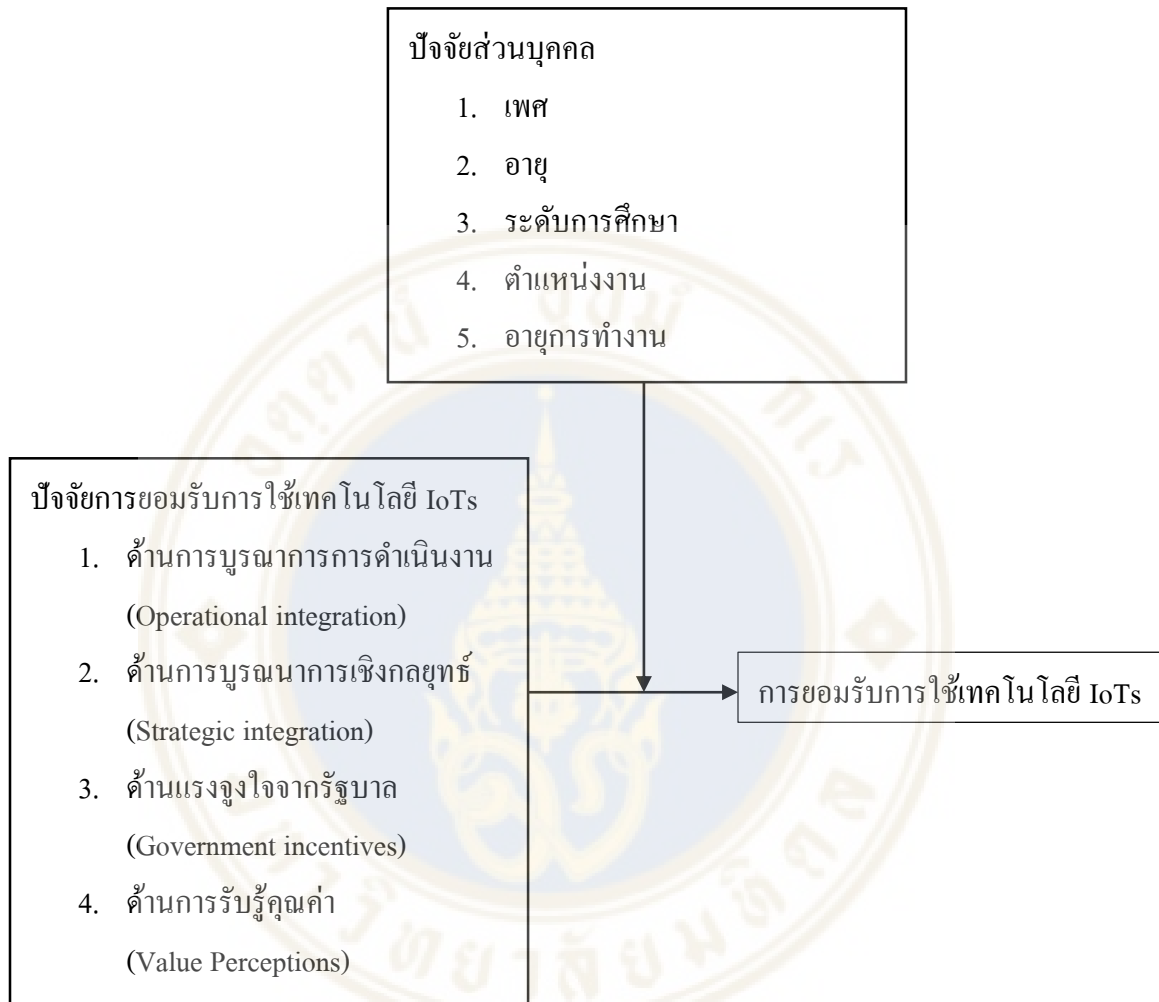 ปัจจัยส่วนบุคคล
1. เพศ
2. อายุ
3. ระดับการศึกษา
4. ตำแหน่งงาน
5. อายุการทำงาน
ปัจจัยการยอมรับการใช้เทคโนโลยี IoTs
1. ด้านการบูรณาการการดำเนินงาน
(Operational integration)
2. ด้านการบูรณนาการเชิงกลยุทธ์
(Strategic integration)
3. ด้านแรงจูงใจจากรัฐบาล
(Government incentives)
4. ด้านการรับรู้คุณค่า
(Value Perceptions)
การยอมรับการใช้เทคโนโลยี IoTs